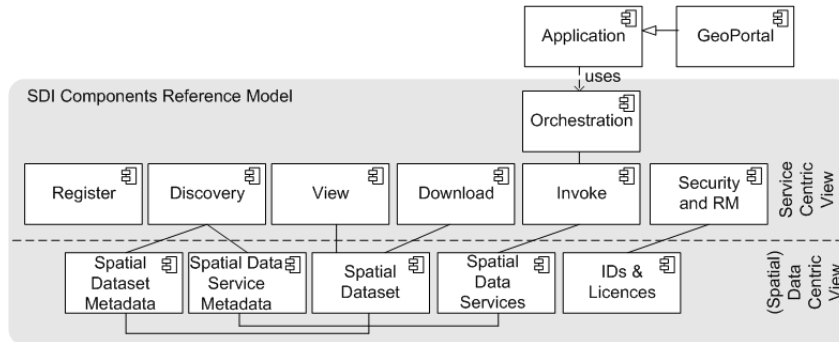 Application
GeoPortal
uses
SDI Components Reference Model
Orchestration
Register
Discovery
View
Download
Invoke
Security
and RM
Service
Centric
View
Spatial
Dataset
Metadata
Spatial Data
Service
Metadata
Spatial
Dataset
Spatial
Data
Services
IDs &
Licences
(Spatial)
Data
Centric
View